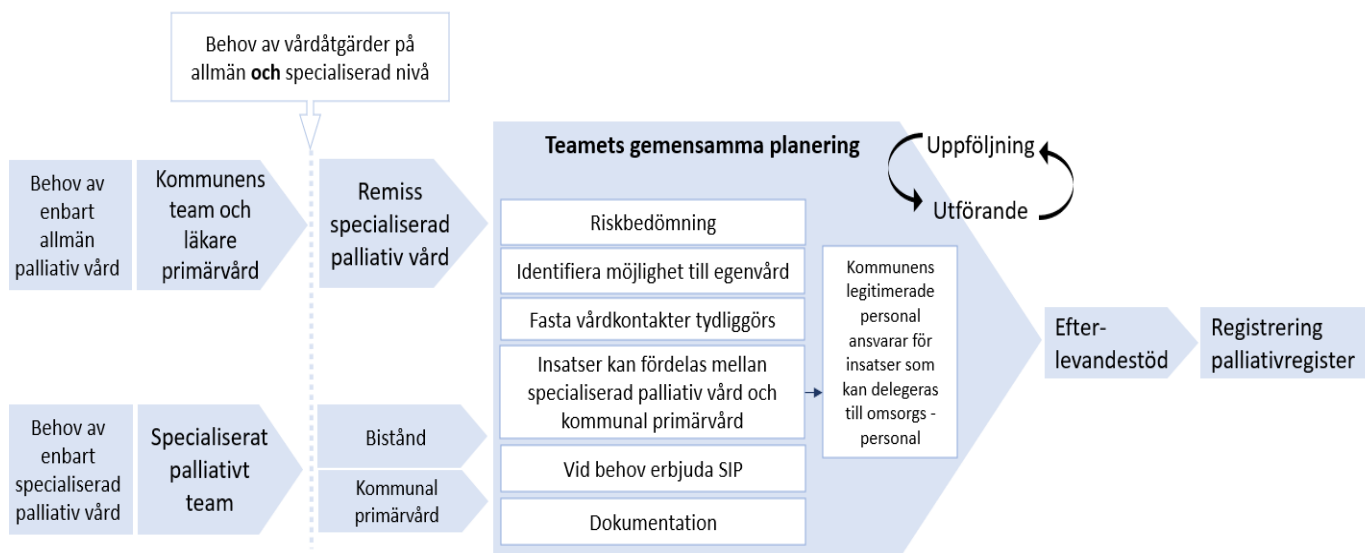 Behov av vårdåtgärder på
allmän och specialiserad nivå
Behov av
enbart
allmän
palliativ vård
Kommunens
team och
läkare
primärvård
Remiss
specialiserad
palliativ vård
Behov av
enbart
specialiserad
palliativ vård
Specialiserat
palliativt
team
Bistånd
Kommunal
primärvård
Teamets gemensamma planering
Uppföljning
Utförande
Riskbedömning
Identifiera möjlighet till egenvård
Fasta vårdkontakter tydliggörs
Insatser kan fördelas mellan
specialiserad palliativ vård och
kommunal primärvård
Vid behov erbjuda SIP
Dokumentation
Kommunens
legitimerade
personal
ansvarar för
insatser som
kan delegeras
till omsorgs -
personal
Efter-
levandestöd
Registrering
palliativregister